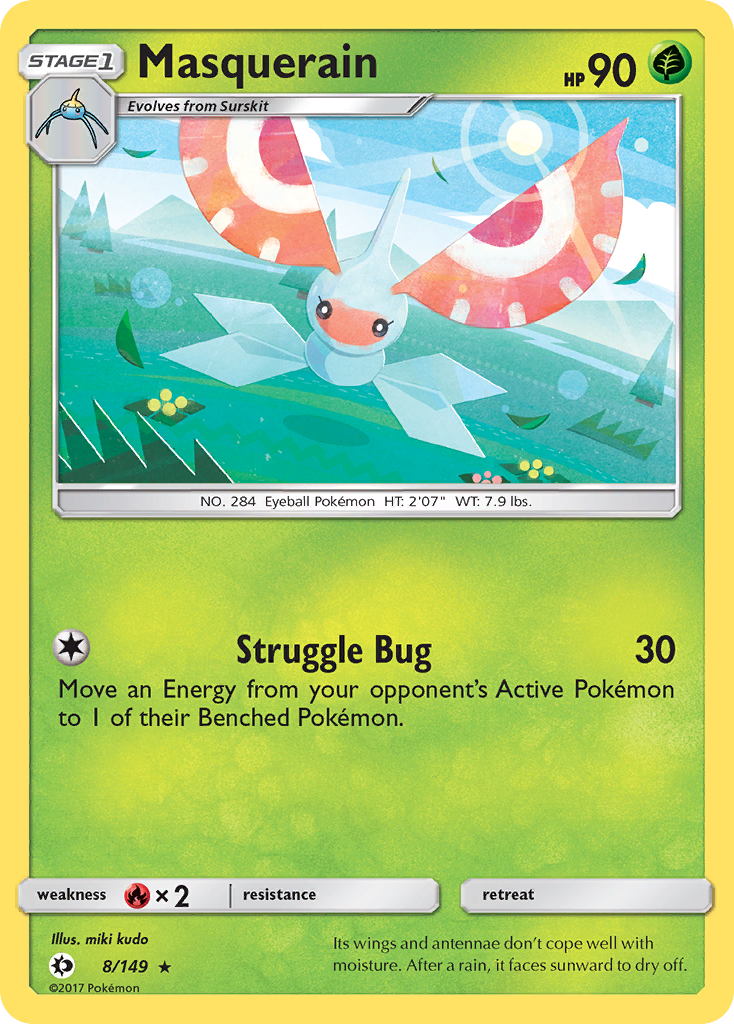 STAGE1 Masquerain HP 90
Evolves from Surskit
NO. 284 Eyeball Pokémon HT: 2'07" WT: 7.9 lbs.
Struggle Bug 30
Move an Energy from your opponent's Active Pokémon
to 1 of their Benched Pokémon.
weakness × 2 resistance retreat
Illus. miki kudo
8/149 ★
©2017 Pokémon
Its wings and antennae don't cope well with
moisture. After a rain, it faces sunward to dry off.